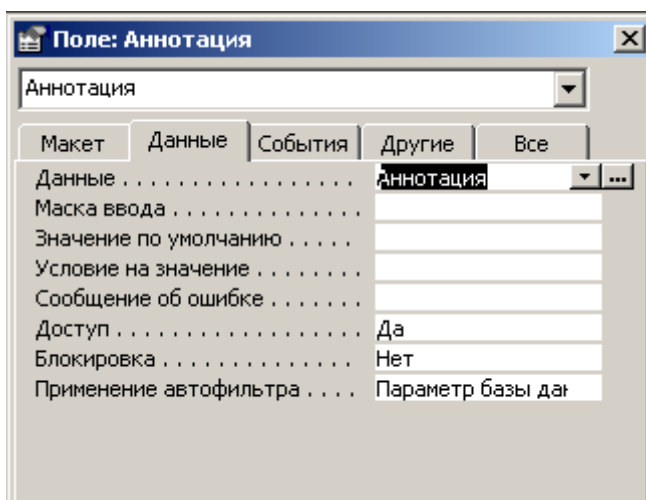 Поле: Аннотация
Аннотация
Макет Данные События Другие Все
Данные . . . . . . . . . . . . . . . . . . Аннотация ...
Маска ввода . . . . . . . . . . . . . .
Значение по умолчанию . . . . .
Условие на значение . . . . . . . .
Сообщение об ошибке . . . . . . .
Доступ . . . . . . . . . . . . . . . . . . Да
Блокировка . . . . . . . . . . . . . . Нет
Применение автофильтра . . . . Параметр базы дан